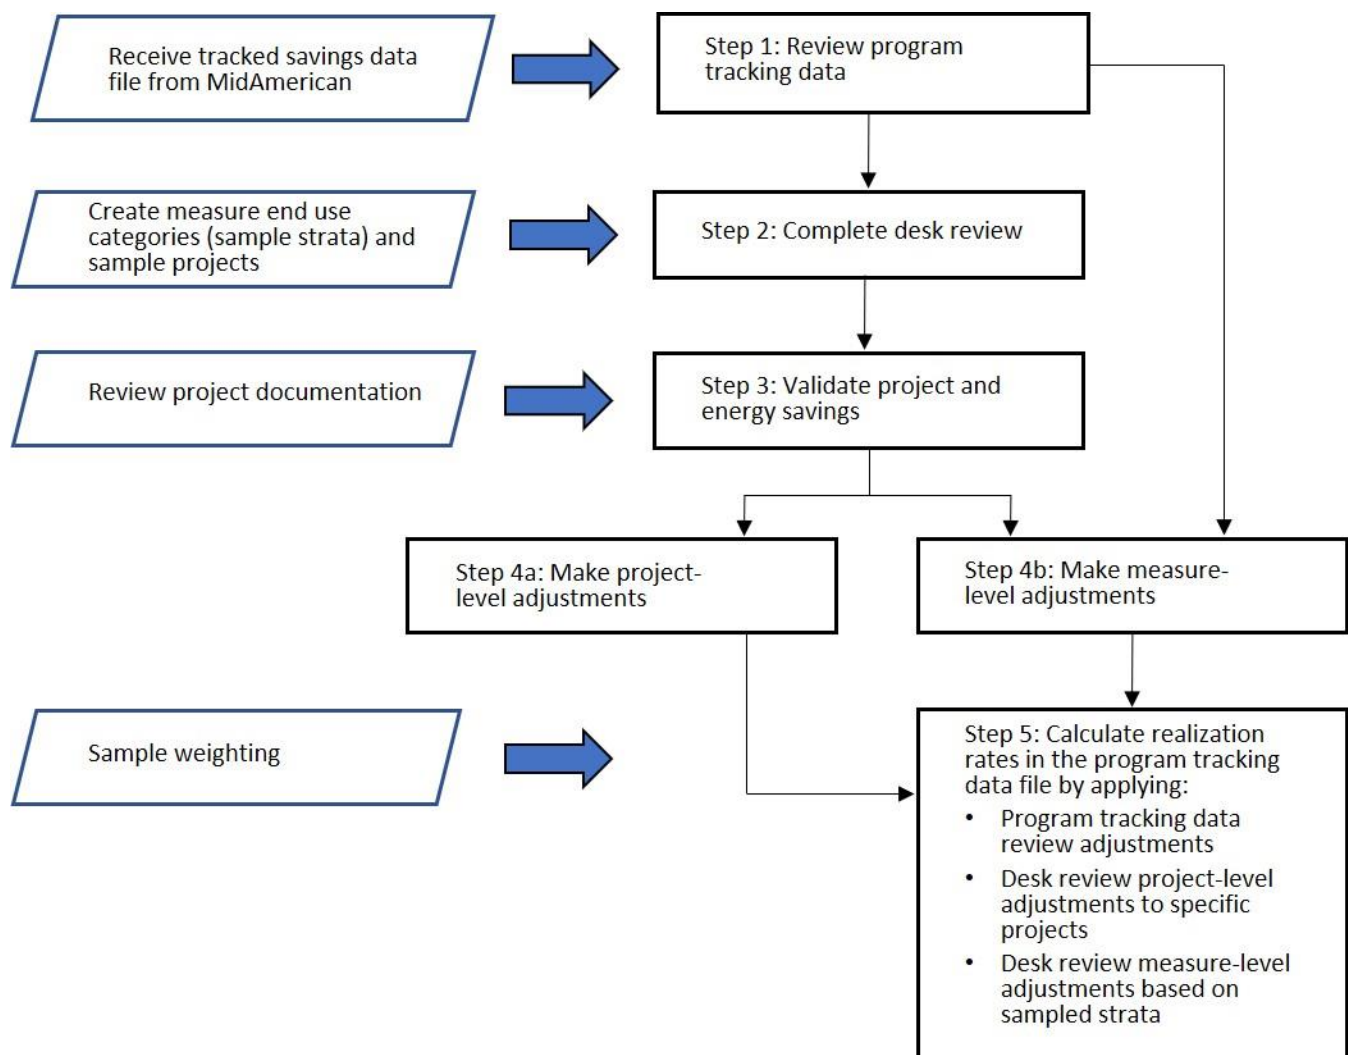 Receive tracked savings data
file from MidAmerican
Step 1: Review program
tracking data
Create measure end use
categories (sample strata) and
sample projects
Step 2: Complete desk review
Review project documentation
Step 3: Validate project and
energy savings
Step 4a: Make project-
level adjustments
Step 4b: Make measure-
level adjustments
Sample weighting
Step 5: Calculate realization
rates in the program tracking
data file by applying:
• Program tracking data
review adjustments
• Desk review project-level
adjustments to specific
projects
• Desk review measure-level
adjustments based on
sampled strata